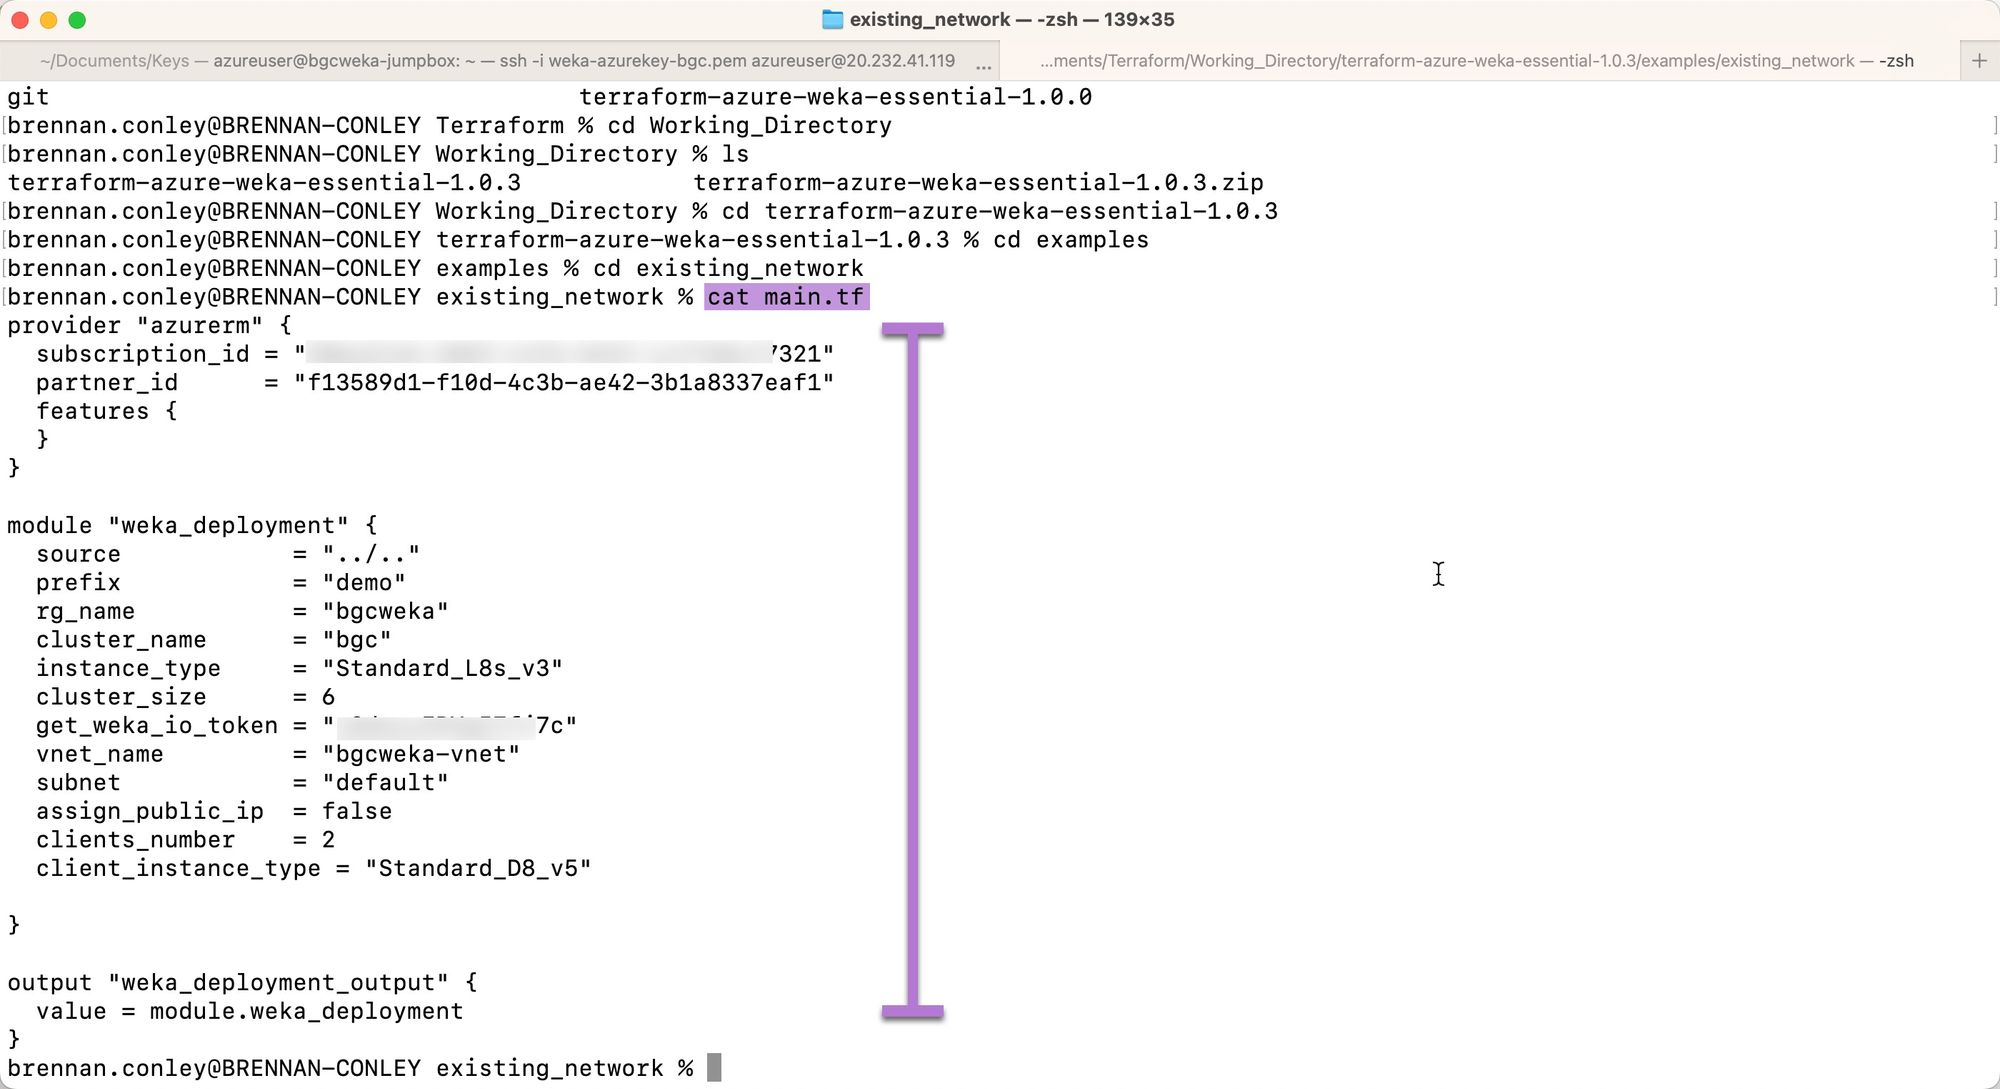 existing_network — -zsh — 139×35
~/Documents/Keys — azureuser@bgcweka-jumpbox: ~ — ssh -i weka-azurekey-bgc.pem azureuser@20.232.41.119 ...
...ments/Terraform/Working_Directory/terraform-azure-weka-essential-1.0.3/examples/existing_network — -zsh
git terraform-azure-weka-essential-1.0.0
[brennan.conley@BRENNAN-CONLEY Terraform % cd Working_Directory ]
[brennan.conley@BRENNAN-CONLEY Working_Directory % ls ]
terraform-azure-weka-essential-1.0.3 terraform-azure-weka-essential-1.0.3.zip
[brennan.conley@BRENNAN-CONLEY Working_Directory % cd terraform-azure-weka-essential-1.0.3 ]
[brennan.conley@BRENNAN-CONLEY terraform-azure-weka-essential-1.0.3 % cd examples ]
[brennan.conley@BRENNAN-CONLEY examples % cd existing_network ]
[brennan.conley@BRENNAN-CONLEY existing_network % cat main.tf ]
provider "azurerm" {
  subscription_id = "7321"
  partner_id      = "f13589d1-f10d-4c3b-ae42-3b1a8337eaf1"
  features {
  }
}
module "weka_deployment" {
  source            = "../.."
  prefix            = "demo"
  rg_name           = "bgcweka"
  cluster_name      = "bgc"
  instance_type     = "Standard_L8s_v3"
  cluster_size      = 6
  get_weka_io_token = "7c"
  vnet_name         = "bgcweka-vnet"
  subnet            = "default"
  assign_public_ip  = false
  clients_number    = 2
  client_instance_type = "Standard_D8_v5"
}
output "weka_deployment_output" {
  value = module.weka_deployment
}
brennan.conley@BRENNAN-CONLEY existing_network %